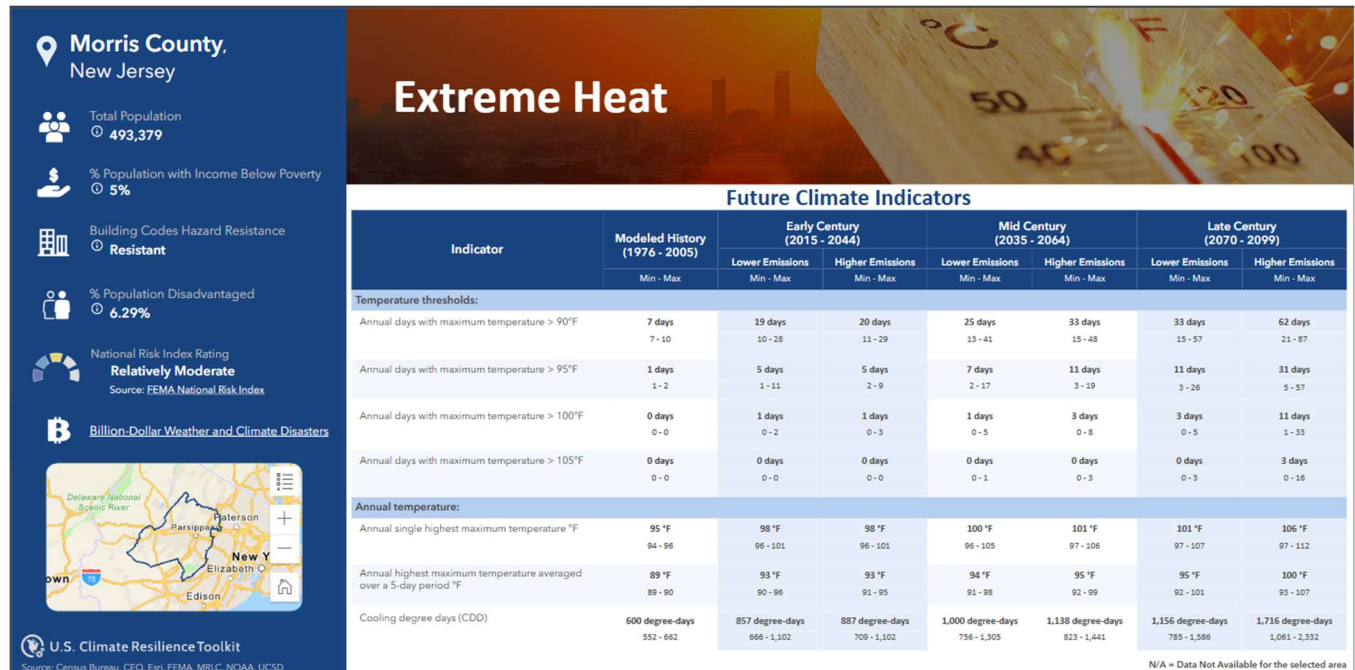 Morris County,
New Jersey
Total Population
493,379
% Population with Income Below Poverty
5%
Building Codes Hazard Resistance
Resistant
% Population Disadvantaged
6.29%
National Risk Index Rating
Relatively Moderate
Source: FEMA National Risk Index
Billion-Dollar Weather and Climate Disasters
Delaware National
Scenic River
Paterson
Parsippany
New Y
Elizabeth
own 78
Edison
U.S. Climate Resilience Toolkit
Source: Census Bureau, CEQ, Esri, FEMA, MRLC, NOAA, UCSD
Extreme Heat
°C °F
50 120
40 100
Future Climate Indicators
Indicator
Modeled History
(1976 - 2005)
Min - Max
Early Century
(2015 - 2044)
Lower Emissions Higher Emissions
Min - Max Min - Max
Mid Century
(2035 - 2064)
Lower Emissions Higher Emissions
Min - Max Min - Max
Late Century
(2070 - 2099)
Lower Emissions Higher Emissions
Min - Max Min - Max
Temperature thresholds:
Annual days with maximum temperature > 90°F 7 days 19 days 20 days 25 days 33 days 33 days 62 days
7 - 10 10 - 28 11 - 29 13 - 41 15 - 48 15 - 57 21 - 87
Annual days with maximum temperature > 95°F 1 days 5 days 5 days 7 days 11 days 11 days 31 days
1 - 2 1 - 11 2 - 9 2 - 17 3 - 19 3 - 26 5 - 57
Annual days with maximum temperature > 100°F 0 days 1 days 1 days 1 days 3 days 3 days 11 days
0 - 0 0 - 2 0 - 3 0 - 5 0 - 8 0 - 5 1 - 33
Annual days with maximum temperature > 105°F 0 days 0 days 0 days 0 days 0 days 0 days 3 days
0 - 0 0 - 0 0 - 0 0 - 1 0 - 3 0 - 3 0 - 16
Annual temperature:
Annual single highest maximum temperature °F 95 °F 98 °F 98 °F 100 °F 101 °F 101 °F 106 °F
94 - 96 96 - 101 96 - 101 96 - 105 97 - 106 97 - 107 97 - 112
Annual highest maximum temperature averaged
over a 5-day period °F
89 °F 93 °F 93 °F 94 °F 95 °F 95 °F 100 °F
89 - 90 90 - 96 91 - 95 91 - 98 92 - 99 92 - 101 93 - 107
Cooling degree days (CDD) 600 degree-days 857 degree-days 887 degree-days 1,000 degree-days 1,138 degree-days 1,156 degree-days 1,716 degree-days
552 - 662 666 - 1,102 709 - 1,102 756 - 1,305 823 - 1,441 785 - 1,586 1,061 - 2,332
N/A = Data Not Available for the selected area